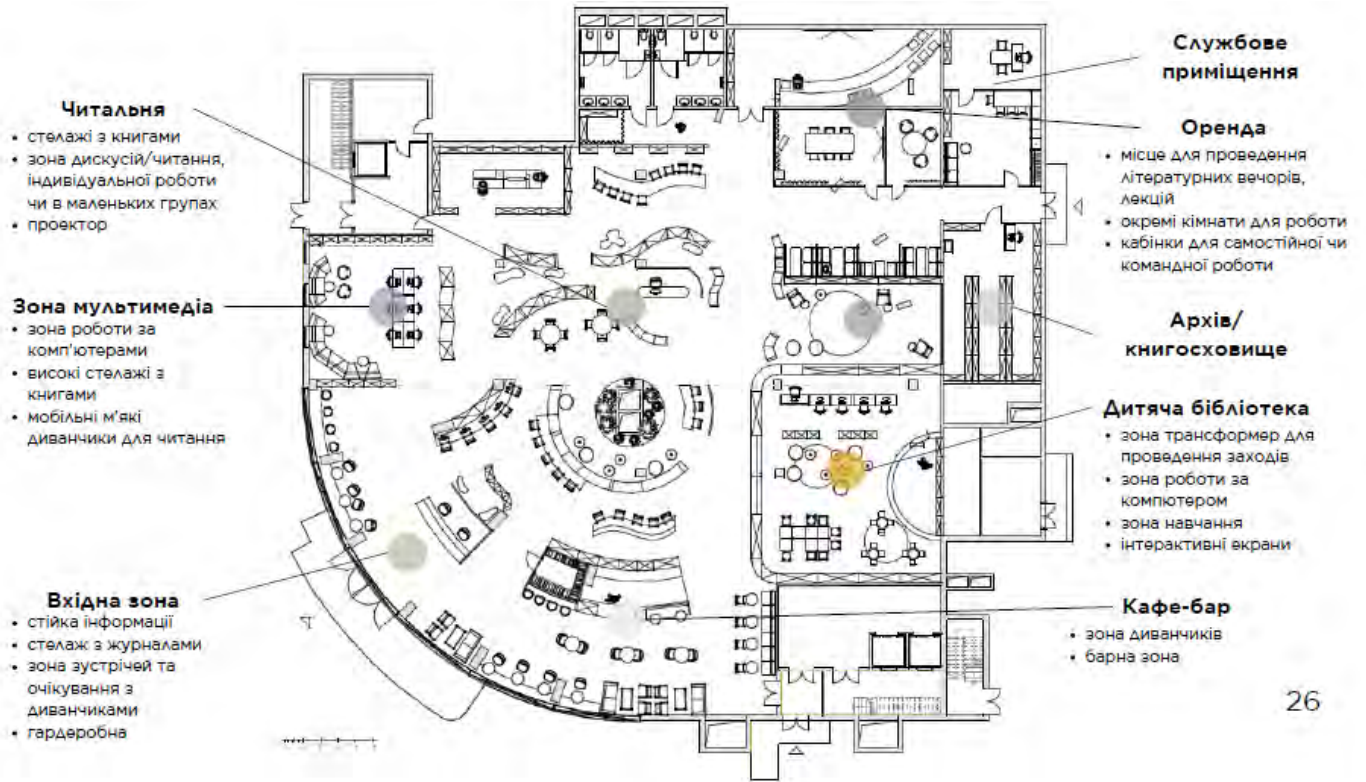 Читальня
• стелажі з книгами
• зона дискусій/читання,
індивідуальної роботи
чи в маленьких групах
• проектор
Зона мультимедіа
• зона роботи за
комп'ютерами
• високі стелажі з
книгами
• мобільні м'які
диванчики для читання
Вхідна зона
• стійка інформації
• стелаж з журналами
• зона зустрічей та
очікування з
диванчиками
• гардеробна
Службове
приміщення
Оренда
• місце для проведення
літературних вечорів,
лекцій
• окремі кімнати для роботи
• кабінки для самостійної чи
командної роботи
Архів/
книгосховище
Дитяча бібліотека
• зона трансформер для
проведення заходів
• зона роботи за
компютером
• зона навчання
• інтерактивні екрани
Кафе-бар
• зона диванчиків
• барна зона
26